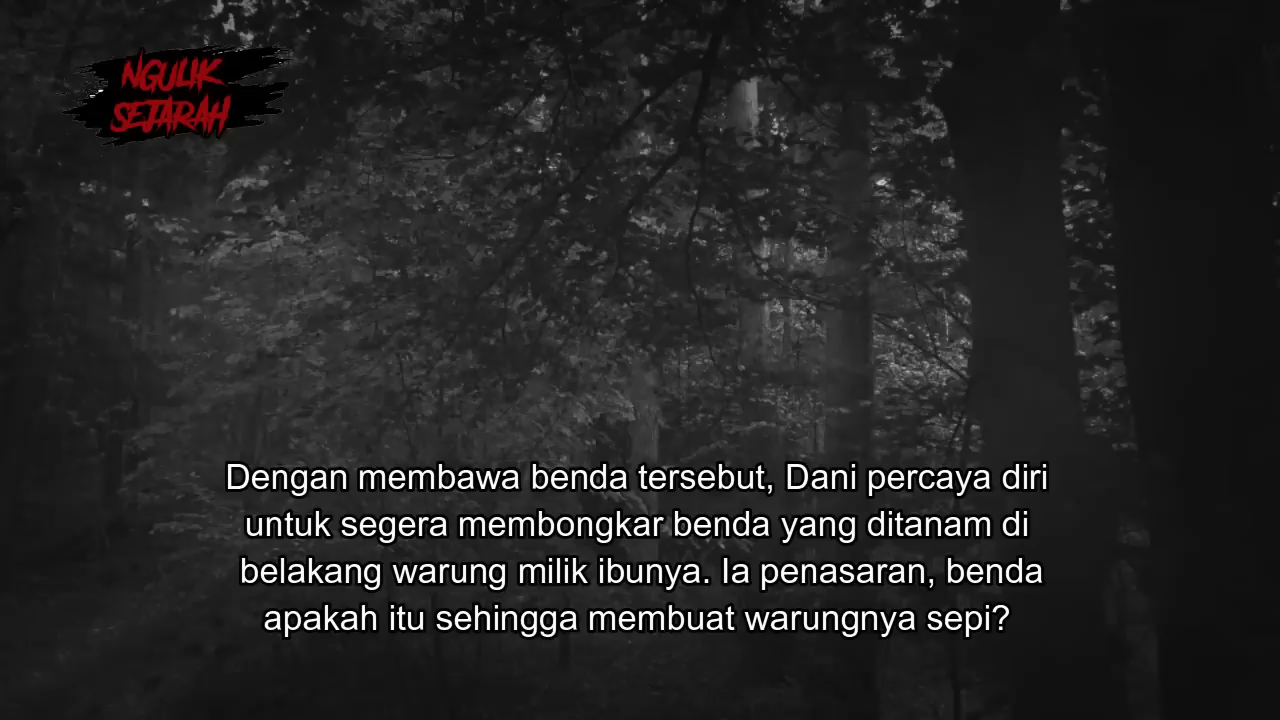 NGULIK
SEJARAH
Dengan membawa benda tersebut, Dani percaya diri
untuk segera membongkar benda yang ditanam di
belakang warung milik ibunya. Ia penasaran, benda
apakah itu sehingga membuat warungnya sepi?